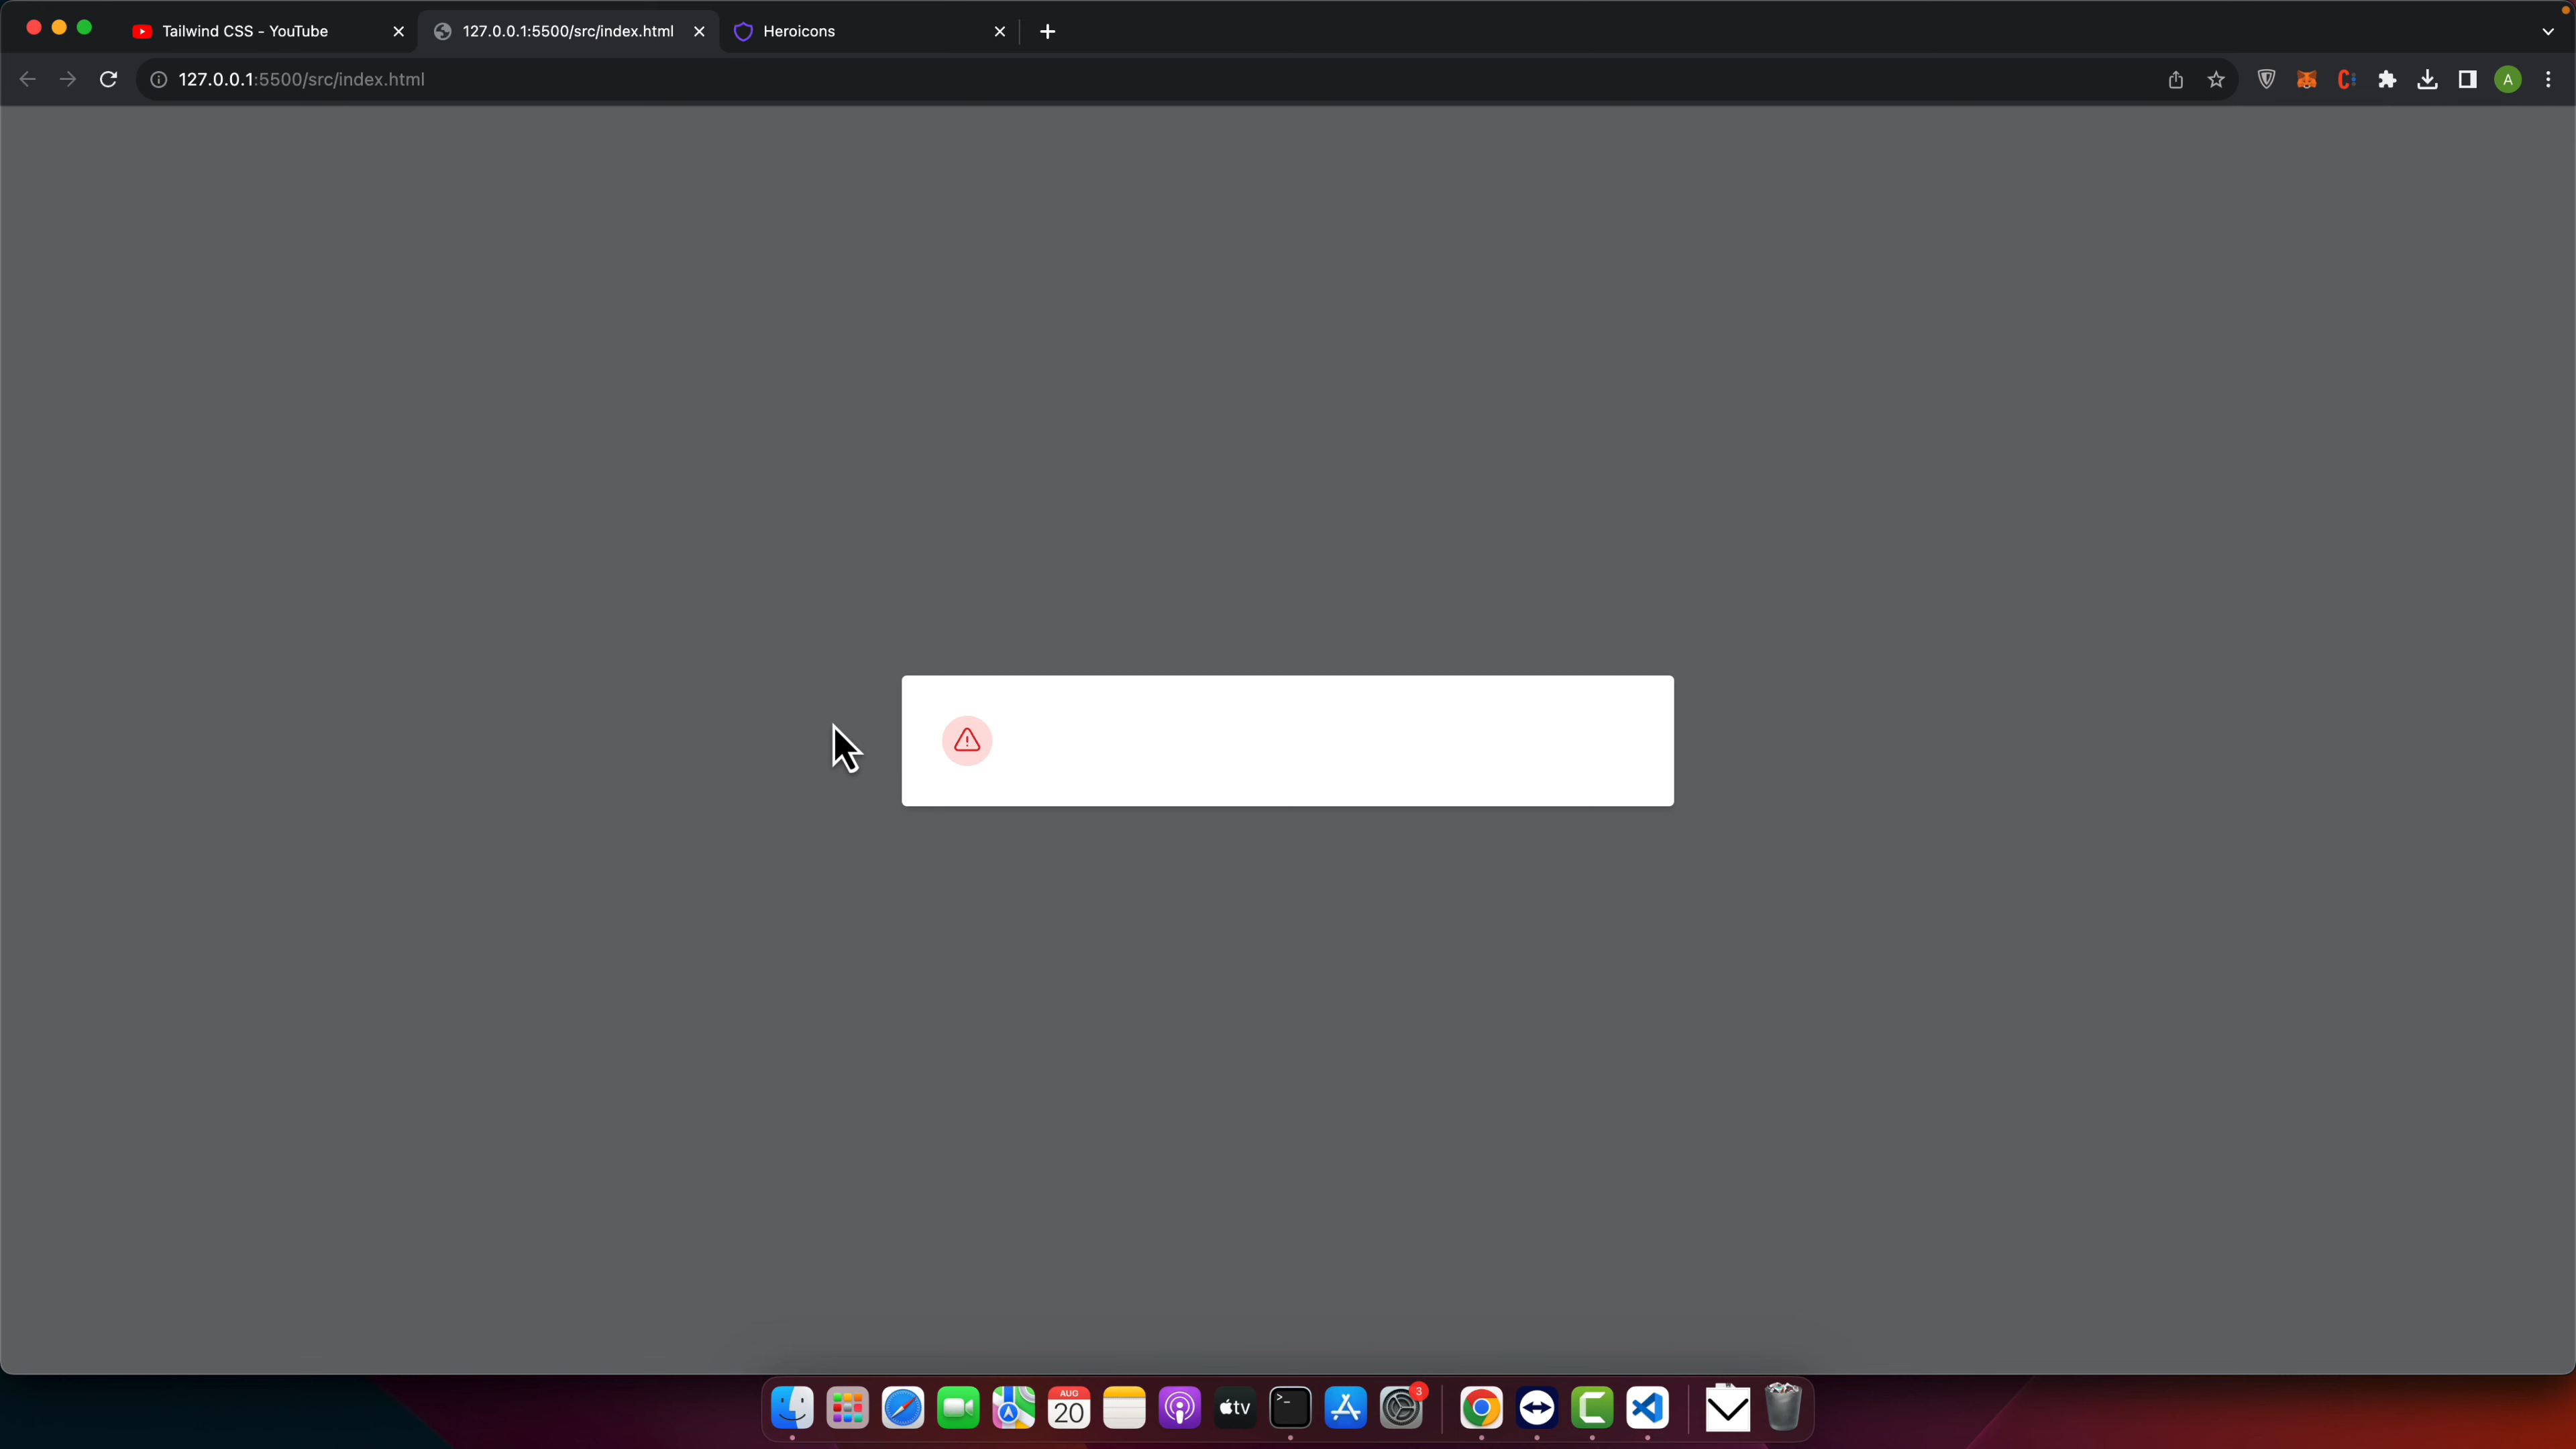 Tailwind CSS - YouTube
127.0.0.1:5500/src/index.html
Heroicons
127.0.0.1:5500/src/index.html
A
AUG
20
tv
>_
3